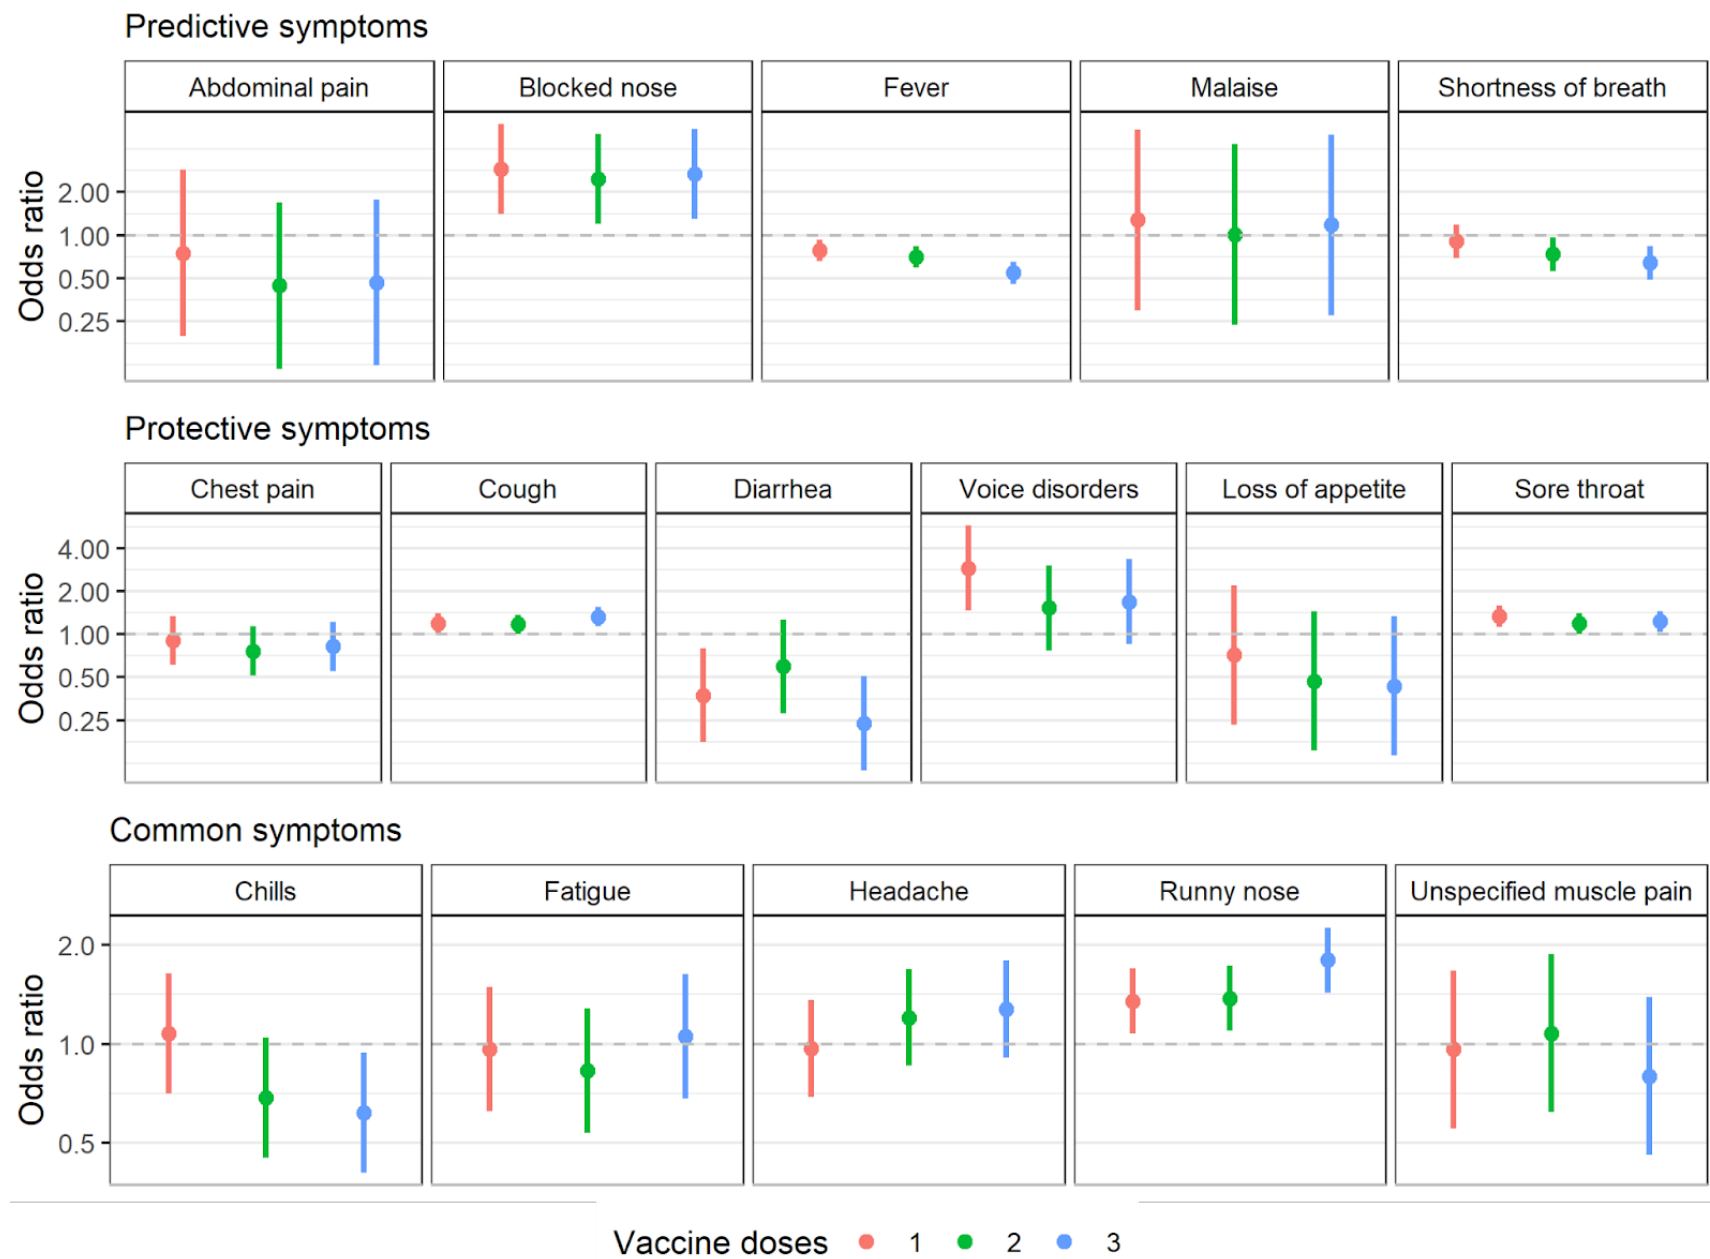 Predictive symptoms
Abdominal pain Blocked nose Fever Malaise Shortness of breath
Odds ratio
2.00
1.00
0.50
0.25
Protective symptoms
Chest pain Cough Diarrhea Voice disorders Loss of appetite Sore throat
Odds ratio
4.00
2.00
1.00
0.50
0.25
Common symptoms
Chills Fatigue Headache Runny nose Unspecified muscle pain
Odds ratio
2.0
1.0
0.5
Vaccine doses 1 2 3